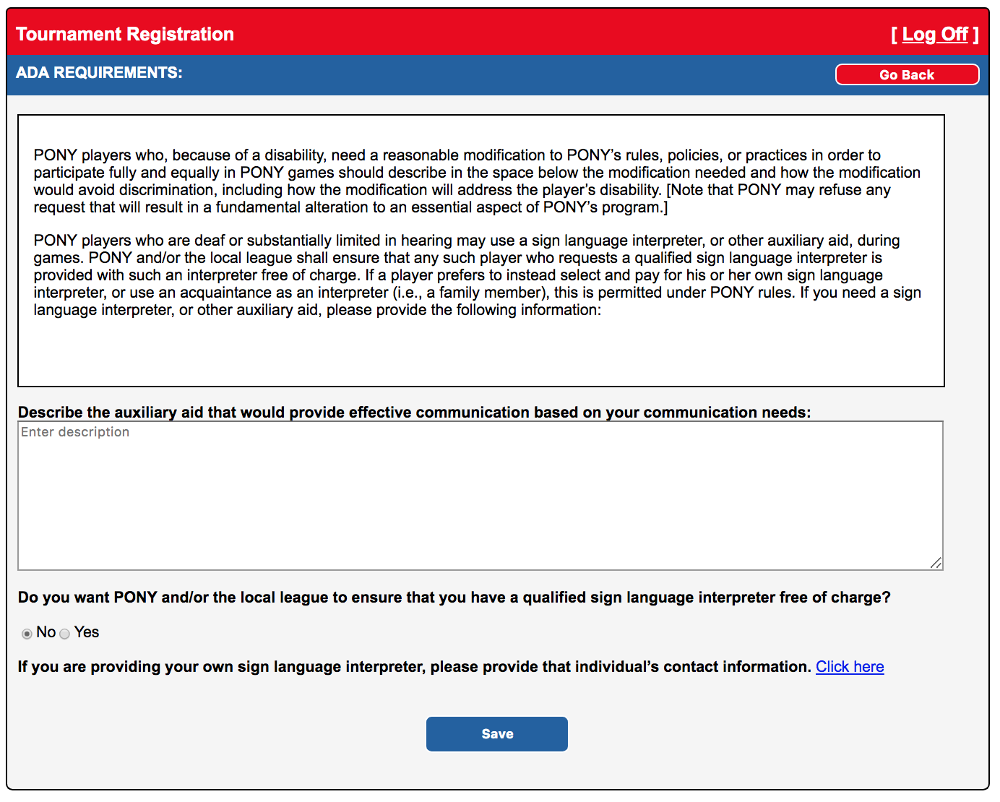 Tournament Registration
[ Log Off ]
ADA REQUIREMENTS:
Go Back
PONY players who, because of a disability, need a reasonable modification to PONY’s rules, policies, or practices in order to
participate fully and equally in PONY games should describe in the space below the modification needed and how the modification
would avoid discrimination, including how the modification will address the player’s disability. [Note that PONY may refuse any
request that will result in a fundamental alteration to an essential aspect of PONY’s program.]
PONY players who are deaf or substantially limited in hearing may use a sign language interpreter, or other auxiliary aid, during
games. PONY and/or the local league shall ensure that any such player who requests a qualified sign language interpreter is
provided with such an interpreter free of charge. If a player prefers to instead select and pay for his or her own sign language
interpreter, or use an acquaintance as an interpreter (i.e., a family member), this is permitted under PONY rules. If you need a sign
language interpreter, or other auxiliary aid, please provide the following information:
Describe the auxiliary aid that would provide effective communication based on your communication needs:
Enter description
Do you want PONY and/or the local league to ensure that you have a qualified sign language interpreter free of charge?
No Yes
If you are providing your own sign language interpreter, please provide that individual’s contact information. Click here
Save